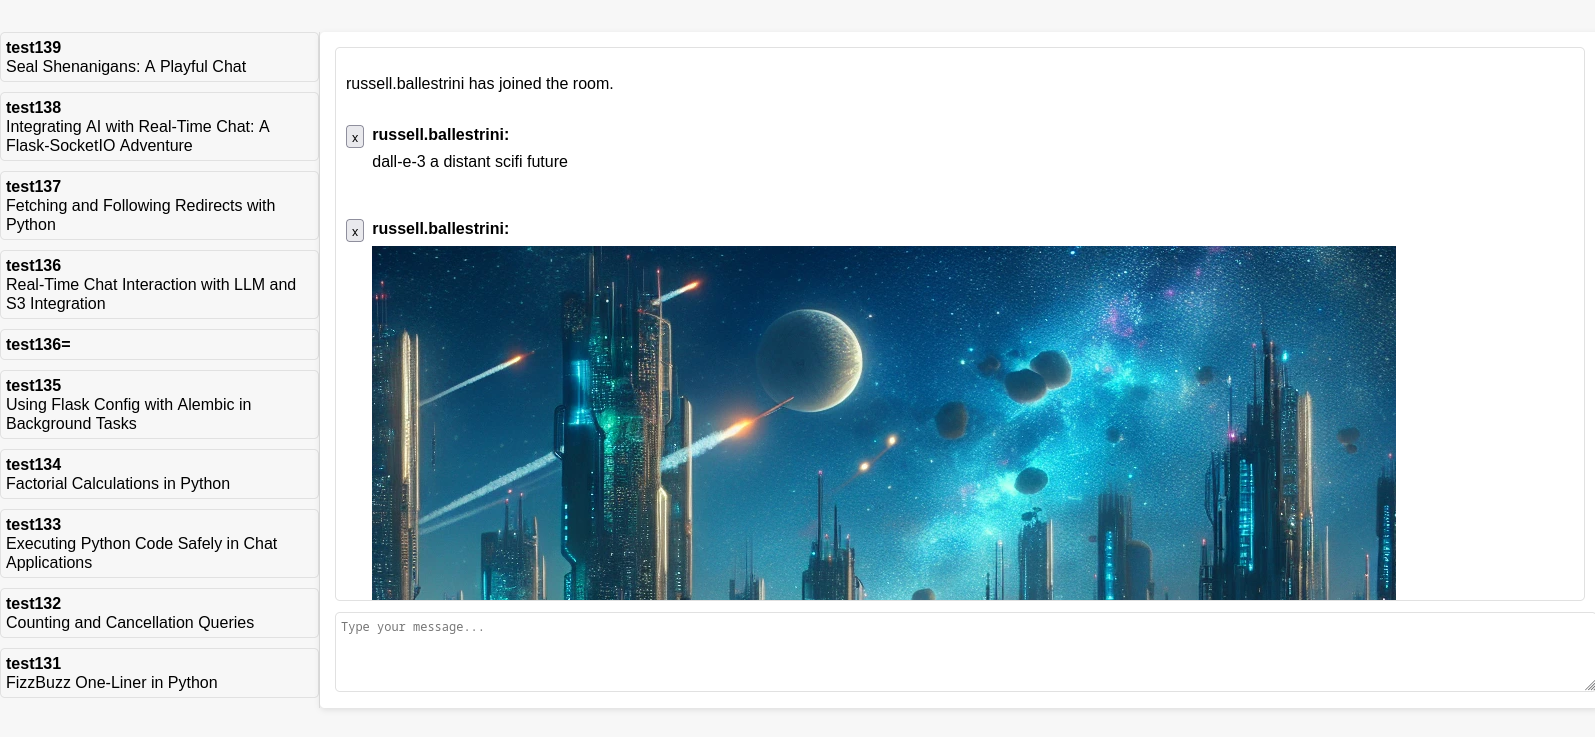 test139
Seal Shenanigans: A Playful Chat
test138
Integrating AI with Real-Time Chat: A
Flask-SocketIO Adventure
test137
Fetching and Following Redirects with
Python
test136
Real-Time Chat Interaction with LLM and
S3 Integration
test136=
test135
Using Flask Config with Alembic in
Background Tasks
test134
Factorial Calculations in Python
test133
Executing Python Code Safely in Chat
Applications
test132
Counting and Cancellation Queries
test131
FizzBuzz One-Liner in Python
russell.ballestrini has joined the room.
x russell.ballestrini:
dall-e-3 a distant scifi future
x russell.ballestrini:
Type your message...